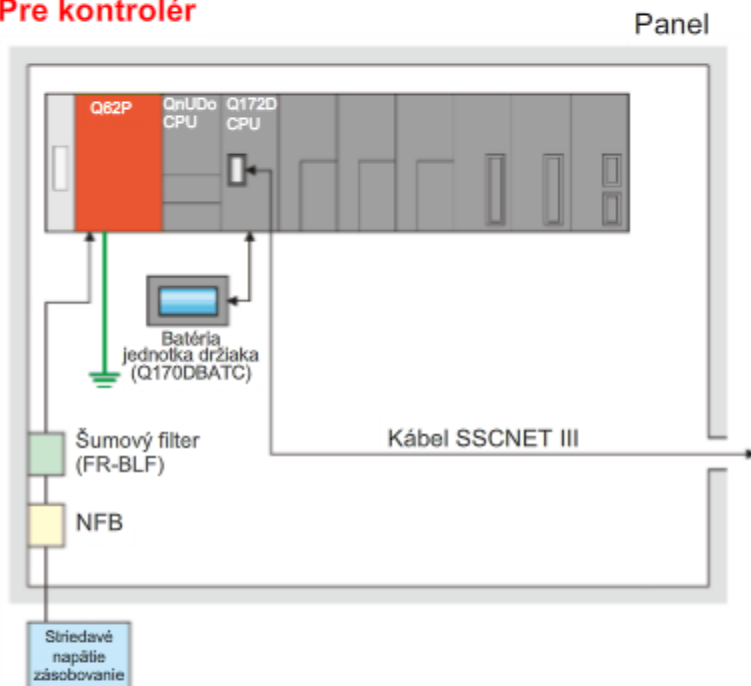 Pre kontrolér
Panel
Q62P
QnUDo
CPU
Q172D
CPU
Batéria
jednotka držiaka
(Q170DBATC)
Šumový filter
(FR-BLF)
Kábel SSCNET III
NFB
Striedavé
napätie
zásobovanie